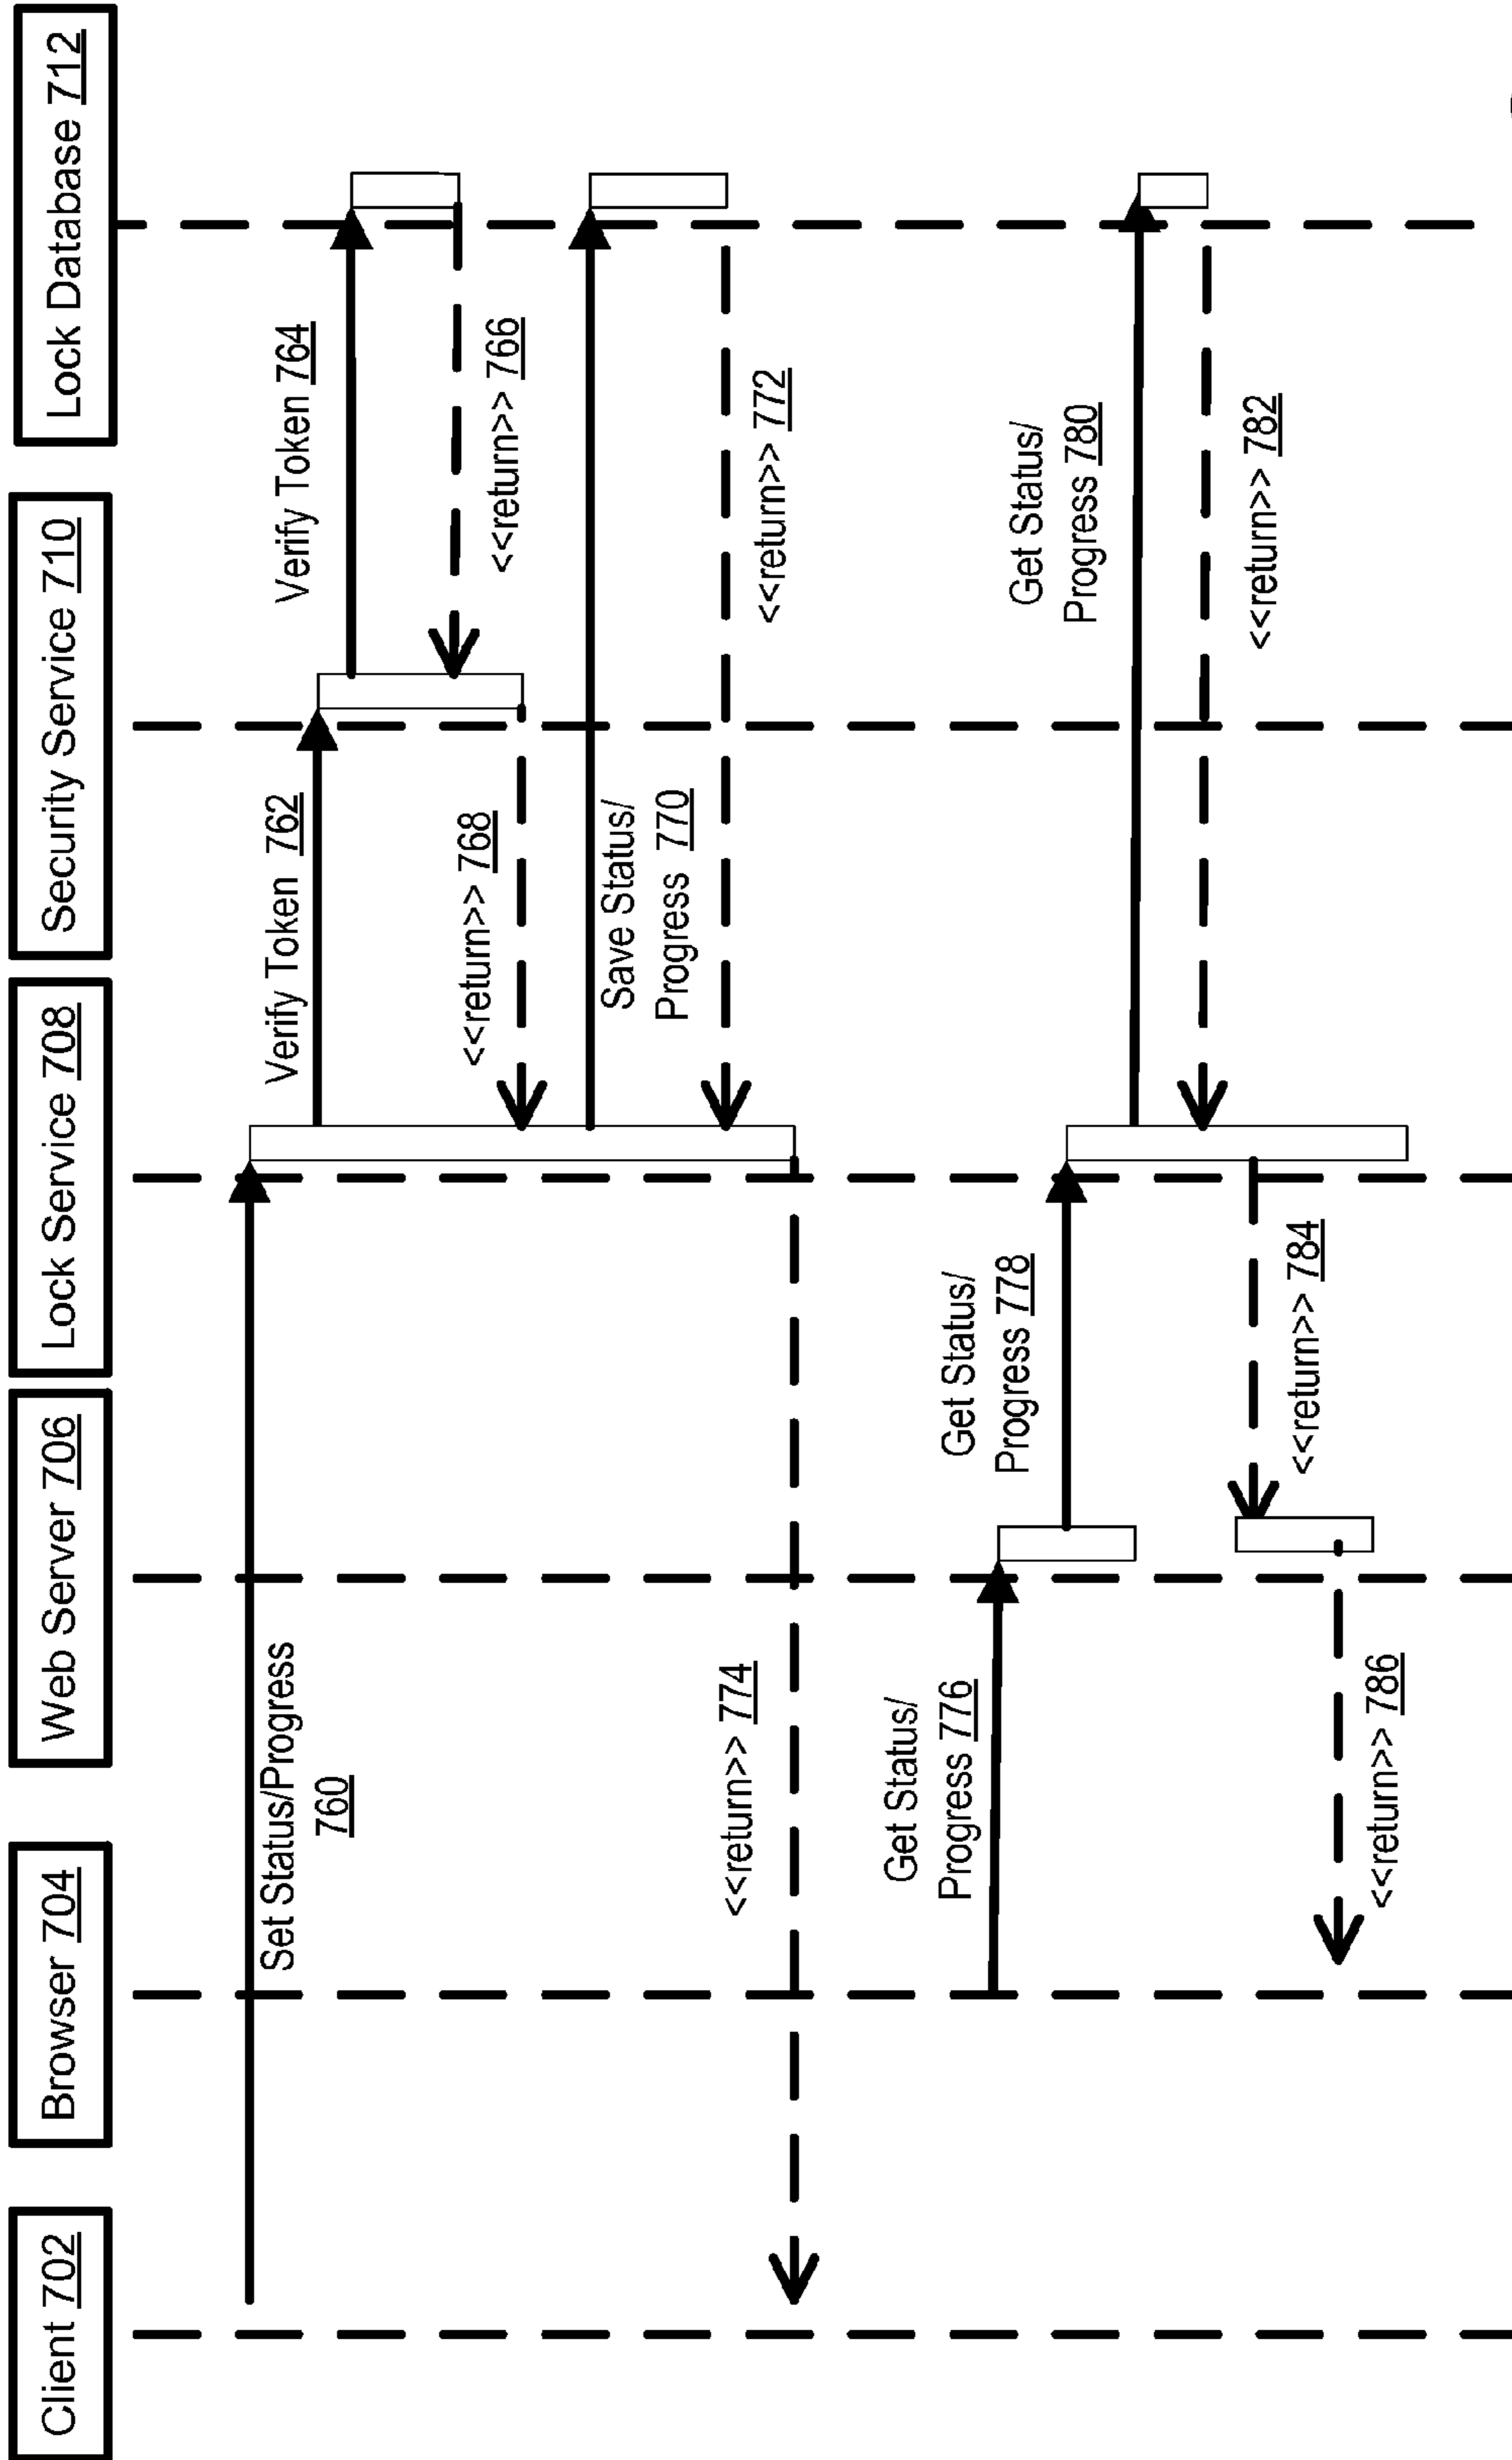 Client 702
Browser 704
Web Server 706
Lock Service 708
Security Service 710
Lock Database 712
Set Status/Progress
760
Verify Token 762
Verify Token 764
<<return>> 766
<<return>> 768
Save Status/
Progress 770
<<return>> 772
<<return>> 774
Get Status/
Progress 776
Get Status/
Progress 778
Get Status/
Progress 780
<<return>> 782
<<return>> 784
<<return>> 786